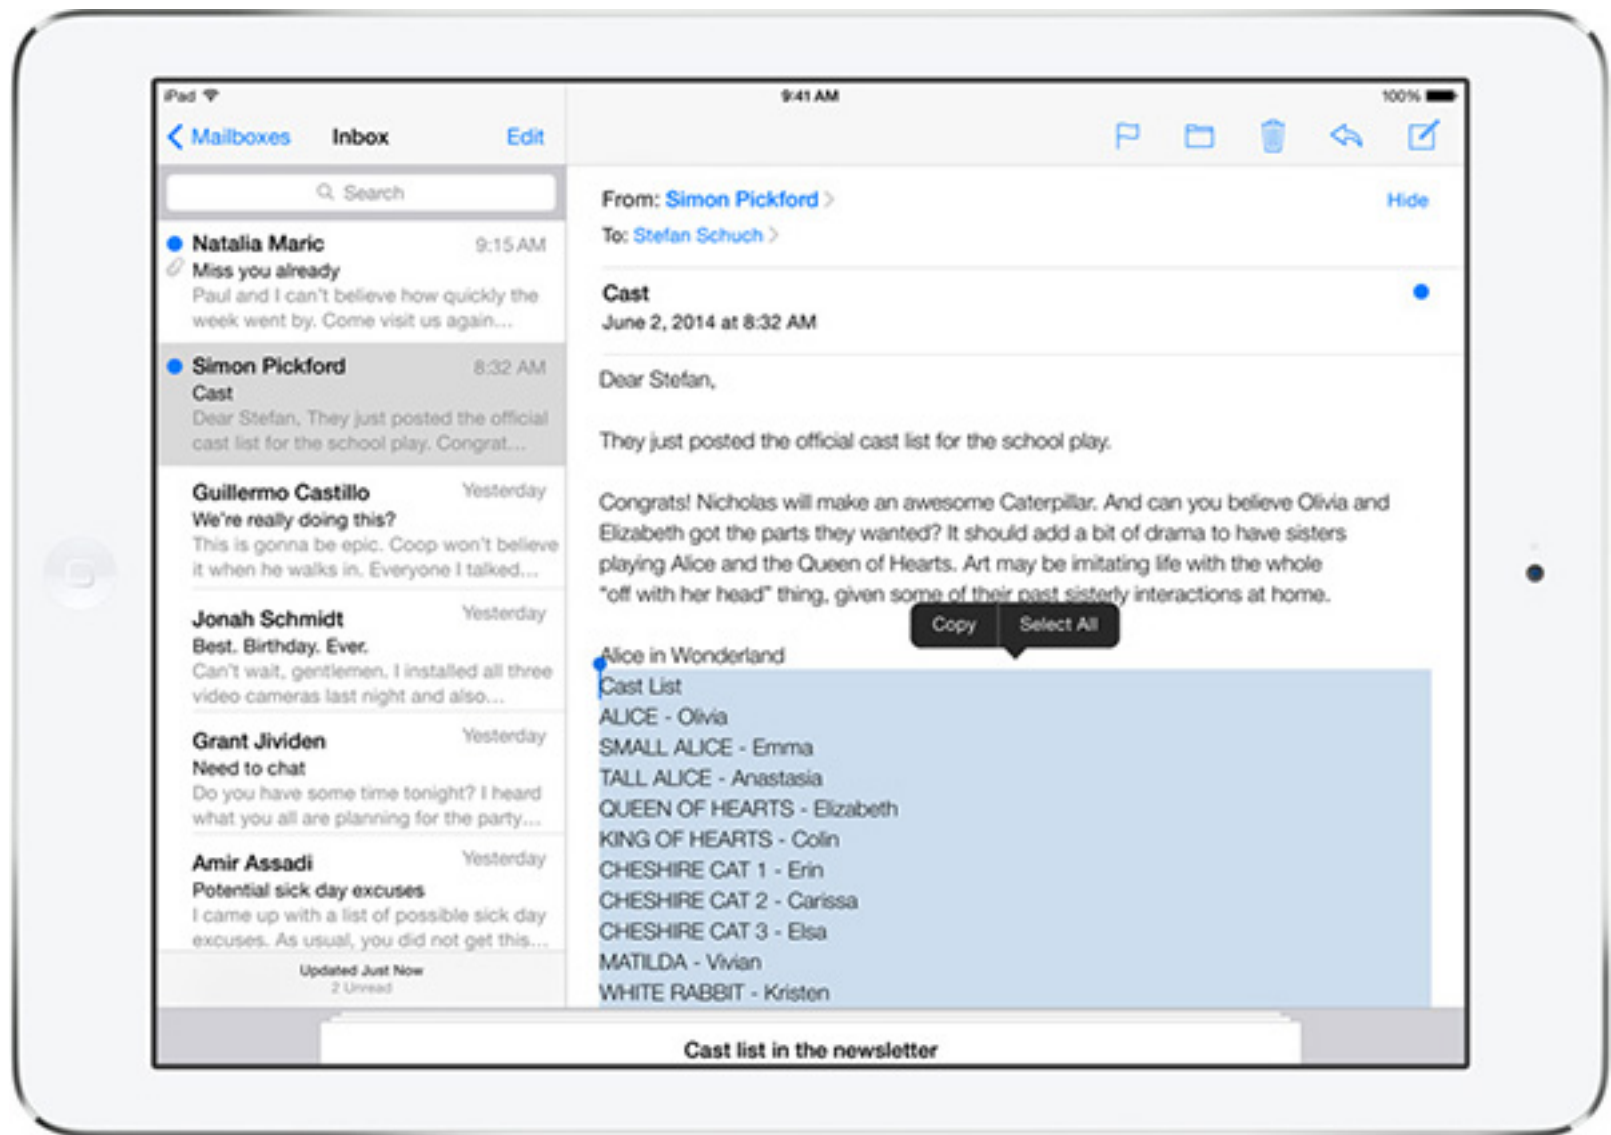 iPad
9:41 AM
100%
Mailboxes
Inbox
Edit
Search
Natalia Maric
9:15 AM
Miss you already
Paul and I can't believe how quickly the
week went by. Come visit us again...
Simon Pickford
8:32 AM
Cast
Dear Stefan, They just posted the official
cast list for the school play. Congrat...
Guillermo Castillo
Yesterday
We're really doing this?
This is gonna be epic. Coop won't believe
it when he walks in. Everyone I talked...
Jonah Schmidt
Yesterday
Best. Birthday. Ever.
Can't wait, gentlemen. I installed all three
video cameras last night and also...
Grant Jividen
Yesterday
Need to chat
Do you have some time tonight? I heard
what you all are planning for the party...
Amir Assadi
Yesterday
Potential sick day excuses
I came up with a list of possible sick day
excuses. As usual, you did not get this...
Updated Just Now
2 Unread
From: Simon Pickford
Hide
To: Stefan Schuch
Cast
June 2, 2014 at 8:32 AM
Dear Stefan,
They just posted the official cast list for the school play.
Congrats! Nicholas will make an awesome Caterpillar. And can you believe Olivia and
Elizabeth got the parts they wanted? It should add a bit of drama to have sisters
playing Alice and the Queen of Hearts. Art may be imitating life with the whole
"off with her head" thing, given some of their past sisterly interactions at home.
Copy
Select All
Alice in Wonderland
Cast List
ALICE - Olivia
SMALL ALICE - Emma
TALL ALICE - Anastasia
QUEEN OF HEARTS - Elizabeth
KING OF HEARTS - Colin
CHESHIRE CAT 1 - Erin
CHESHIRE CAT 2 - Carissa
CHESHIRE CAT 3 - Elsa
MATILDA - Vivian
WHITE RABBIT - Kristen
Cast list in the newsletter